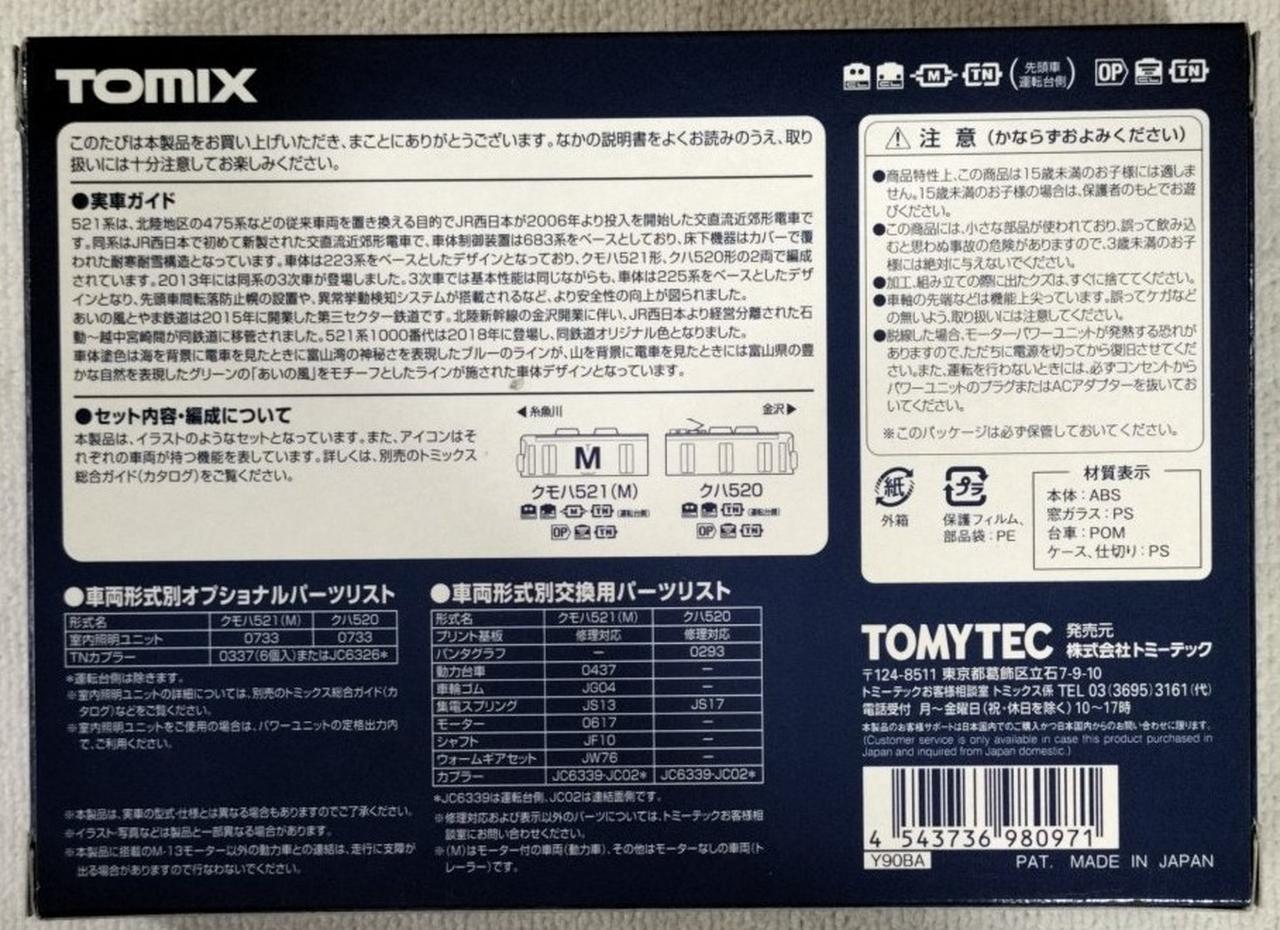 TOMIX
(先頭車
運転台側)
このたびは本製品をお買い上げいただき、まことにありがとうございます。なかの説明書をよくお読みのうえ、取り
扱いには十分注意してお楽しみください。
●実車ガイド
521系は、北陸地区の475系などの従来車両を置き換える目的でJR西日本が2006年より投入を開始した交直流近郊形電車で
す。同系はJR西日本で初めて新製された交直流近郊形電車で、車体制御装置は683系をベースとしており、床下機器はカバーで覆
われた耐寒耐雪構造となっています。車体は223系をベースとしたデザインとなっており、クモハ521形、クハ520形の2両で編成
されています。2013年には同系の3次車が登場しました。3次車では基本性能は同じながらも、車体は225系をベースとしたデザ
インとなり、先頭車間転落防止幌の設置や、異常挙動検知システムが搭載されるなど、より安全性の向上が図られました。
あいの風とやま鉄道は2015年に開業した第三セクター鉄道です。北陸新幹線の金沢開業に伴い、JR西日本より経営分離された石
動〜越中宮崎間が同鉄道に移管されました。521系1000番代は2018年に登場し、同鉄道オリジナル色となりました。
車体塗色は海を背景に電車を見たときに富山湾の神秘さを表現したブルーのラインが、山を背景に電車を見たときには富山県の豊
かな自然を表現したグリーンの「あいの風」をモチーフとしたラインが施された車体デザインとなっています。
●セット内容・編成について
本製品は、イラストのようなセットとなっています。また、アイコンはそ
れぞれの車両が持つ機能を表しています。詳しくは、別売のトミックス
総合ガイド(カタログ)をご覧ください。
◀糸魚川 金沢▶
M
クモハ521(M) クハ520
M TN (運転台側) TN (運転台側)
OP TN OP TN
●車両形式別オプショナルパーツリスト
形式名 クモハ521(M) クハ520
室内照明ユニット 0733 0733
TNカプラー 0337(6個入)またはJC6326*
*運転台側は除きます。
※室内照明ユニットの詳細については、別売のトミックス総合ガイド(カ
タログ)などをご覧ください。
※室内照明ユニットをご使用の場合は、パワーユニットの定格出力内
で、ご利用ください。
※本製品は、実車の型式・仕様とは異なる場合もありますのでご了承ください。
※イラスト・写真などは製品と一部異なる場合があります。
※本製品に搭載のM-13モーター以外の動力車との連結は、走行に支障が
出る場合がありますので行なわないでください。
●車両形式別交換用パーツリスト
形式名 クモハ521(M) クハ520
プリント基板 修理対応 修理対応
パンタグラフ ー 0293
動力台車 0437 ー
車輪ゴム JG04 ー
集電スプリング JS13 JS17
モーター 0617 ー
シャフト JF10 ー
ウォームギアセット JW76 ー
カプラー JC6339・JC02* JC6339・JC02*
*JC6339は運転台側、JC02は連結面側です。
※修理対応および表示以外のパーツについては、トミーテックお客様相
談室にお問い合わせください。
※(M)はモーター付の車両(動力車)、その他はモーターなしの車両(ト
レーラー)です。
M TN OP TN
⚠ 注 意 (かならずおよみください)
●商品特性上、この商品は15歳未満のお子様には適しま
せん。15歳未満のお子様の場合は、保護者のもとでお遊
びください。
●この商品には、小さな部品が使われており、誤って飲み込
むと思わぬ事故の危険がありますので、3歳未満のお子
様には絶対に与えないでください。
●加工、組み立ての際に出たクズは、すぐに捨ててください。
●車軸の先端などは機能上尖っています。誤ってケガなど
の無いよう、取り扱いには注意してください。
●脱線した場合、モーターパワーユニットが発熱する恐れが
ありますので、ただちに電源を切ってから復旧させてくだ
さい。また、運転を行わないときには、必ずコンセントから
パワーユニットのプラグまたはACアダプターを抜いてお
いてください。
※このパッケージは必ず保管しておいてください。
紙
外箱
プラ
保護フィルム、
部品袋:PE
材質表示
本体:ABS
窓ガラス:PS
台車:POM
ケース、仕切り:PS
TOMYTEC 発売元
株式会社トミーテック
〒124-8511 東京都葛飾区立石7-9-10
トミーテックお客様相談室 トミックス係 TEL 03(3695)3161(代)
電話受付 月〜金曜日(祝・休日を除く)10〜17時
本製品のお客様サポートは日本国内でのご購入かつ日本国内からのお問い合わせに限ります。
(Customer service is only available in case this product purchased in
Japan and inquired from Japan domestic.)
4 543736 980971
Y90BA
PAT. MADE IN JAPAN